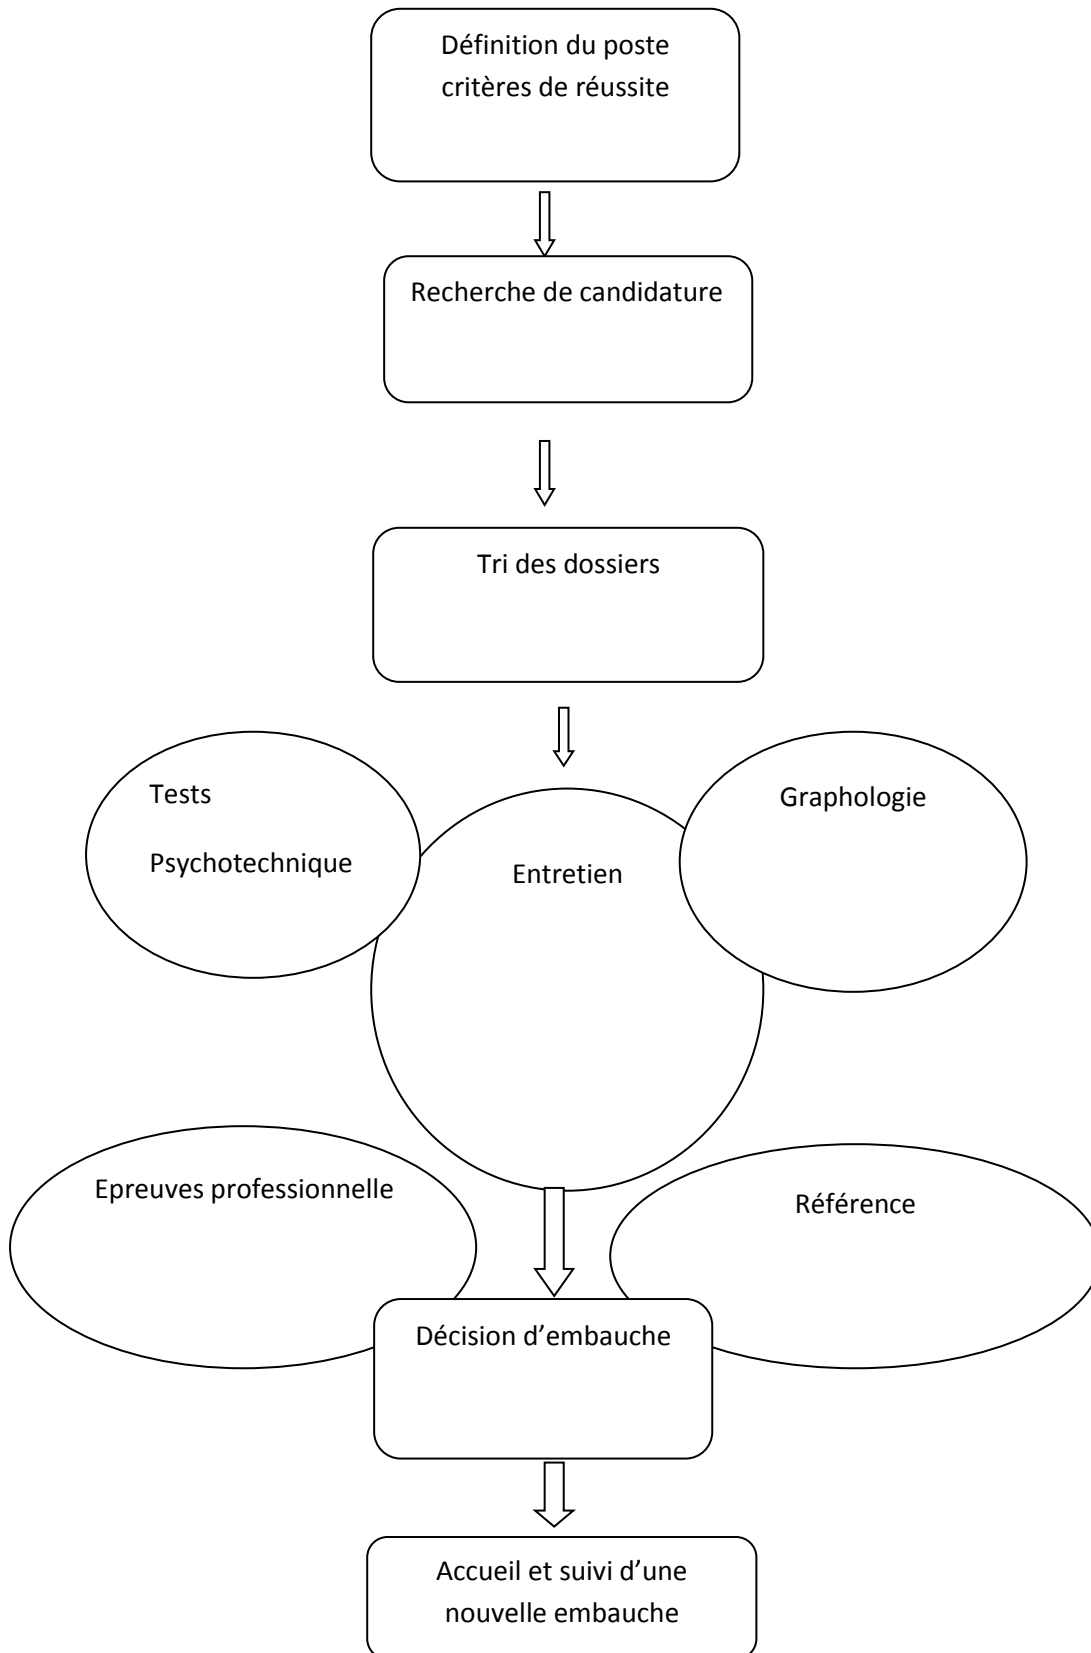 Définition du poste
critères de réussite
Recherche de candidature
Tri des dossiers
Tests
Psychotechnique
Graphologie
Entretien
Epreuves professionnelle
Référence
Décision d’embauche
Accueil et suivi d’une
nouvelle embauche